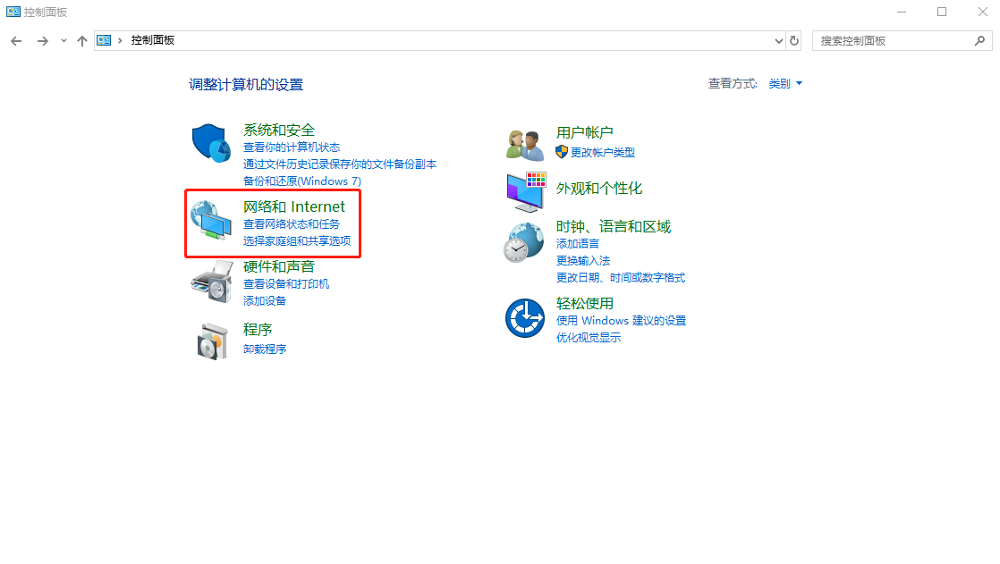 控制面板
控制面板
搜索控制面板
调整计算机的设置
查看方式:
类别
系统和安全
查看你的计算机状态
通过文件历史记录保存你的文件备份副本
备份和还原(Windows 7)
网络和 Internet
查看网络状态和任务
选择家庭组和共享选项
硬件和声音
查看设备和打印机
添加设备
程序
卸载程序
用户帐户
更改帐户类型
外观和个性化
时钟、语言和区域
添加语言
更换输入法
更改日期、时间或数字格式
轻松使用
使用 Windows 建议的设置
优化视觉显示